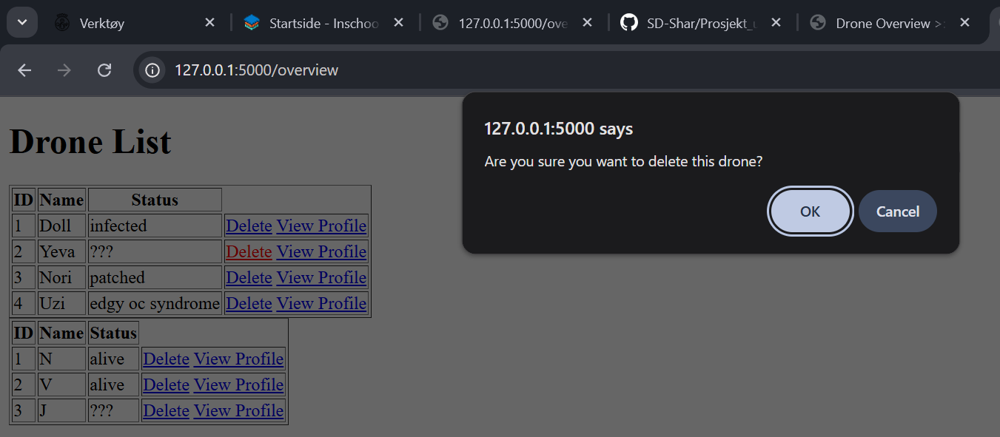 Verktøy
Startside - Inschoo
127.0.0.1:5000/ove
SD-Shar/Prosjekt_u
Drone Overview >
127.0.0.1:5000/overview
127.0.0.1:5000 says
Are you sure you want to delete this drone?
OK Cancel
Drone List
ID Name Status
1 Doll infected Delete View Profile
2 Yeva ??? Delete View Profile
3 Nori patched Delete View Profile
4 Uzi edgy oc syndrome Delete View Profile
ID Name Status
1 N alive Delete View Profile
2 V alive Delete View Profile
3 J ??? Delete View Profile